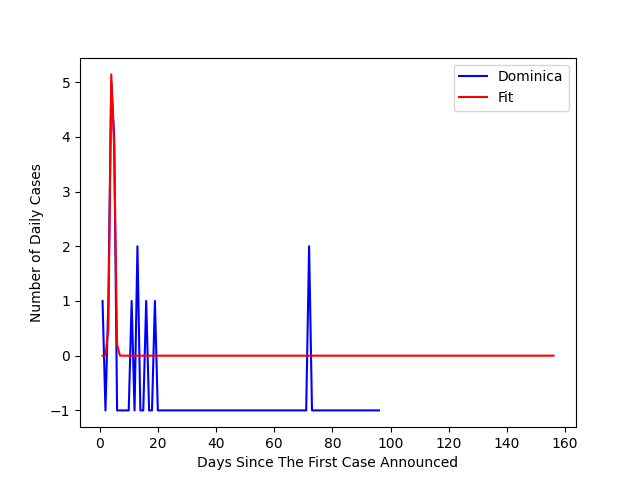 Dominica
Fit
5
4
3
2
1
0
−1
0 20 40 60 80 100 120 140 160
Number of Daily Cases
Days Since The First Case Announced